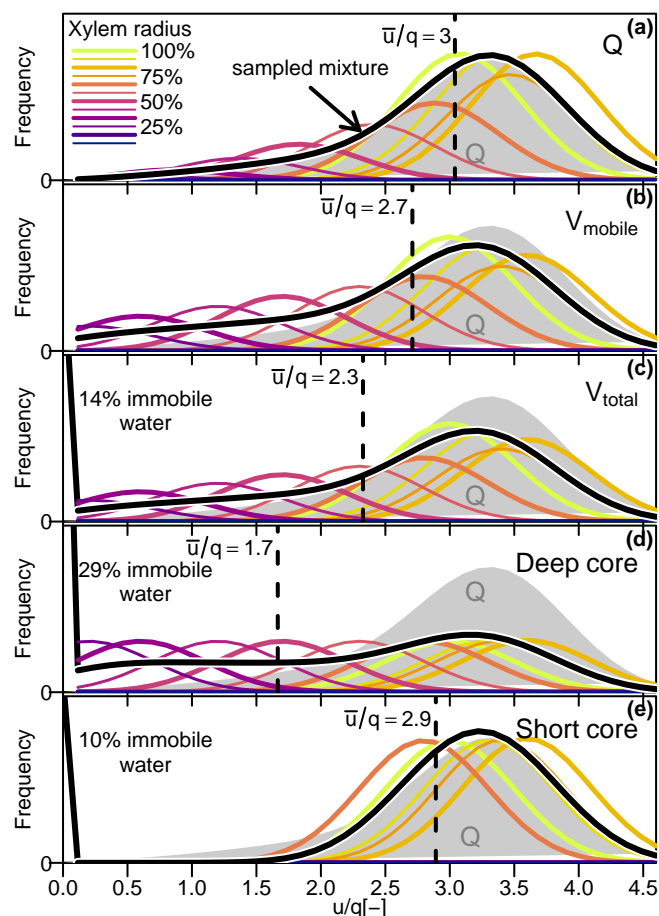 Xylem radius
100%
75%
50%
25%
sampled mixture
u̅/q = 3
(a)
Q
Q
Frequency
0
(b)
u̅/q = 2.7
V_mobile
Q
Frequency
0
(c)
u̅/q = 2.3
14% immobile
water
V_total
Q
Frequency
0
(d)
u̅/q = 1.7
Deep core
29% immobile
water
Q
Frequency
0
(e)
u̅/q = 2.9
Short core
10% immobile
water
Q
Frequency
0
0.0 0.5 1.0 1.5 2.0 2.5 3.0 3.5 4.0 4.5
u/q[−]